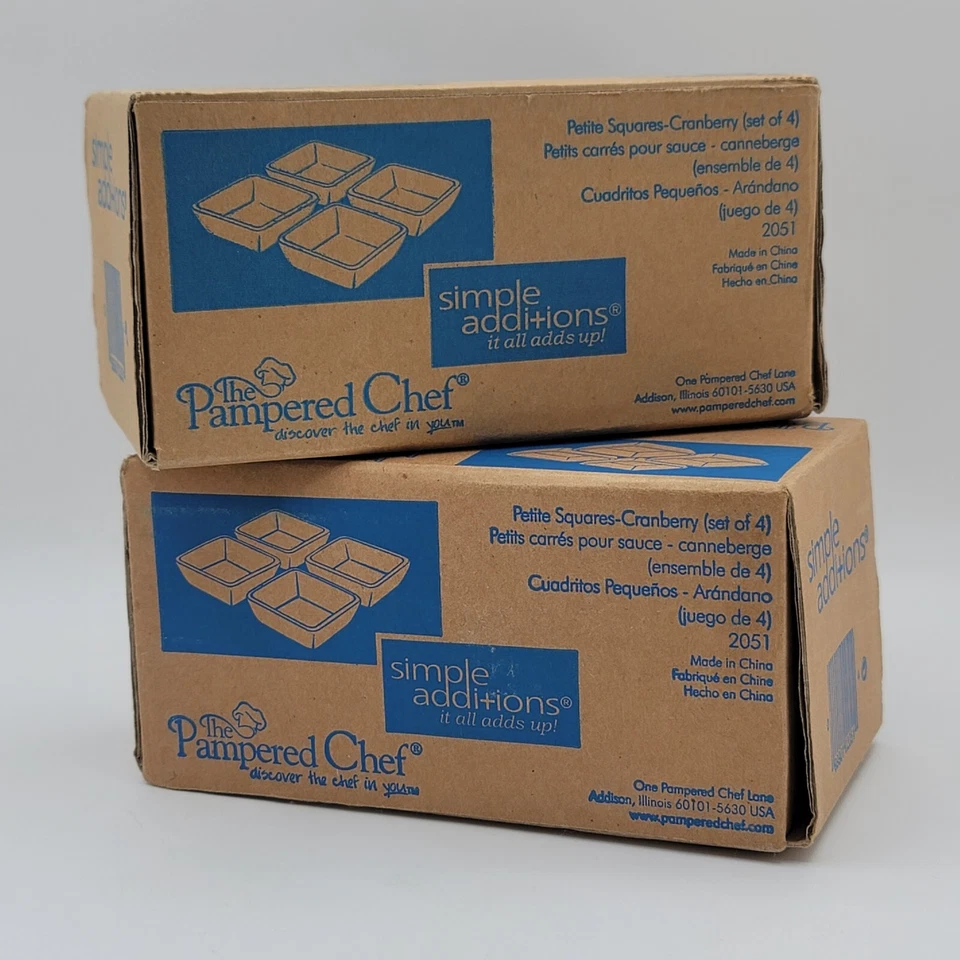 simple
additions®
Petite Squares-Cranberry (set of 4)
Petits carrés pour sauce - canneberge
(ensemble de 4)
Cuadritos Pequeños - Arándano
(juego de 4)
2051
Made in China
Fabriqué en Chine
Hecho en China
simple
additions®
it all adds up!
The
Pampered Chef®
discover the chef in you™
One Pampered Chef Lane
Addison, Illinois 60101-5630 USA
www.pamperedchef.com
Petite Squares-Cranberry (set of 4)
Petits carrés pour sauce - canneberge
(ensemble de 4)
Cuadritos Pequeños - Arándano
(juego de 4)
2051
Made in China
Fabriqué en Chine
Hecho en China
simple
additions®
it all adds up!
The
Pampered Chef®
discover the chef in you™
One Pampered Chef Lane
Addison, Illinois 60101-5630 USA
www.pamperedchef.com
simple
additions®